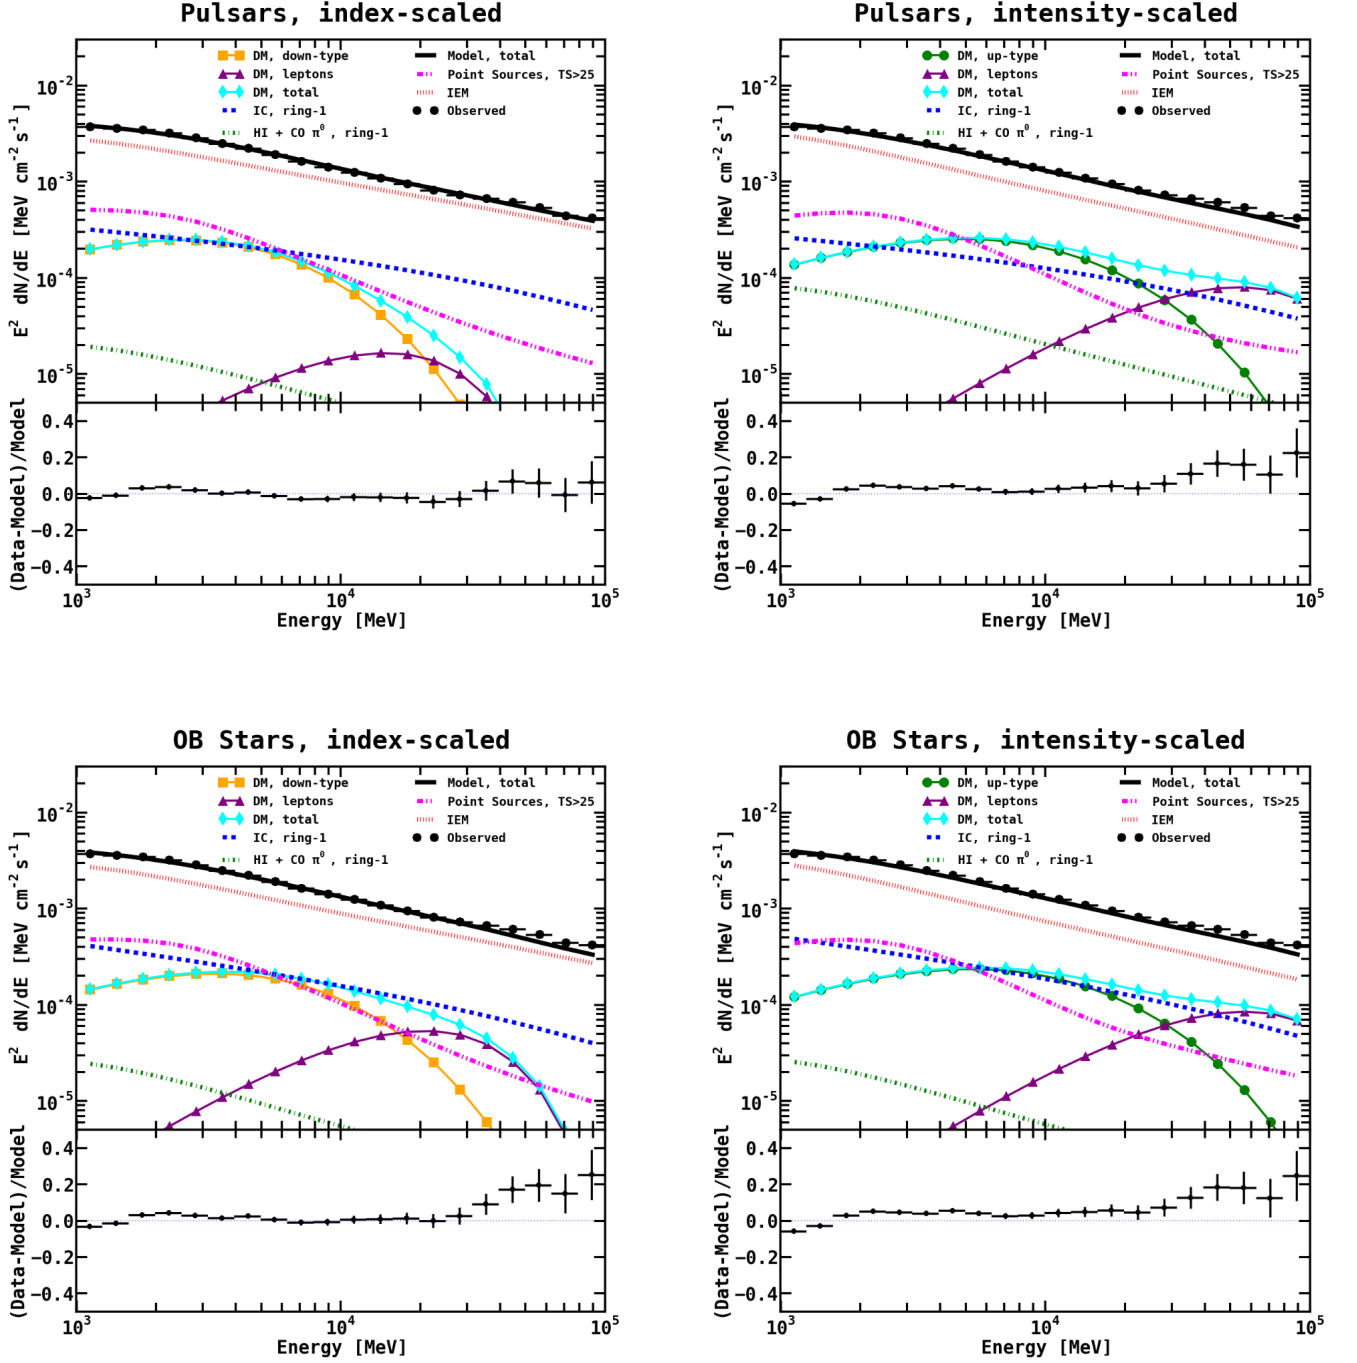 Pulsars, index-scaled
DM, down-type
DM, leptons
DM, total
IC, ring-1
HI + CO π⁰ , ring-1
Model, total
Point Sources, TS>25
IEM
Observed
E² dN/dE [MeV cm⁻² s⁻¹]
10⁻²
10⁻³
10⁻⁴
10⁻⁵
(Data-Model)/Model
0.4
0.2
0.0
−0.2
−0.4
10³ 10⁴ 10⁵
Energy [MeV]
Pulsars, intensity-scaled
DM, up-type
DM, leptons
DM, total
IC, ring-1
HI + CO π⁰ , ring-1
Model, total
Point Sources, TS>25
IEM
Observed
E² dN/dE [MeV cm⁻² s⁻¹]
10⁻²
10⁻³
10⁻⁴
10⁻⁵
(Data-Model)/Model
0.4
0.2
0.0
−0.2
−0.4
10³ 10⁴ 10⁵
Energy [MeV]
OB Stars, index-scaled
DM, down-type
DM, leptons
DM, total
IC, ring-1
HI + CO π⁰ , ring-1
Model, total
Point Sources, TS>25
IEM
Observed
E² dN/dE [MeV cm⁻² s⁻¹]
10⁻²
10⁻³
10⁻⁴
10⁻⁵
(Data-Model)/Model
0.4
0.2
0.0
−0.2
−0.4
10³ 10⁴ 10⁵
Energy [MeV]
OB Stars, intensity-scaled
DM, up-type
DM, leptons
DM, total
IC, ring-1
HI + CO π⁰ , ring-1
Model, total
Point Sources, TS>25
IEM
Observed
E² dN/dE [MeV cm⁻² s⁻¹]
10⁻²
10⁻³
10⁻⁴
10⁻⁵
(Data-Model)/Model
0.4
0.2
0.0
−0.2
−0.4
10³ 10⁴ 10⁵
Energy [MeV]